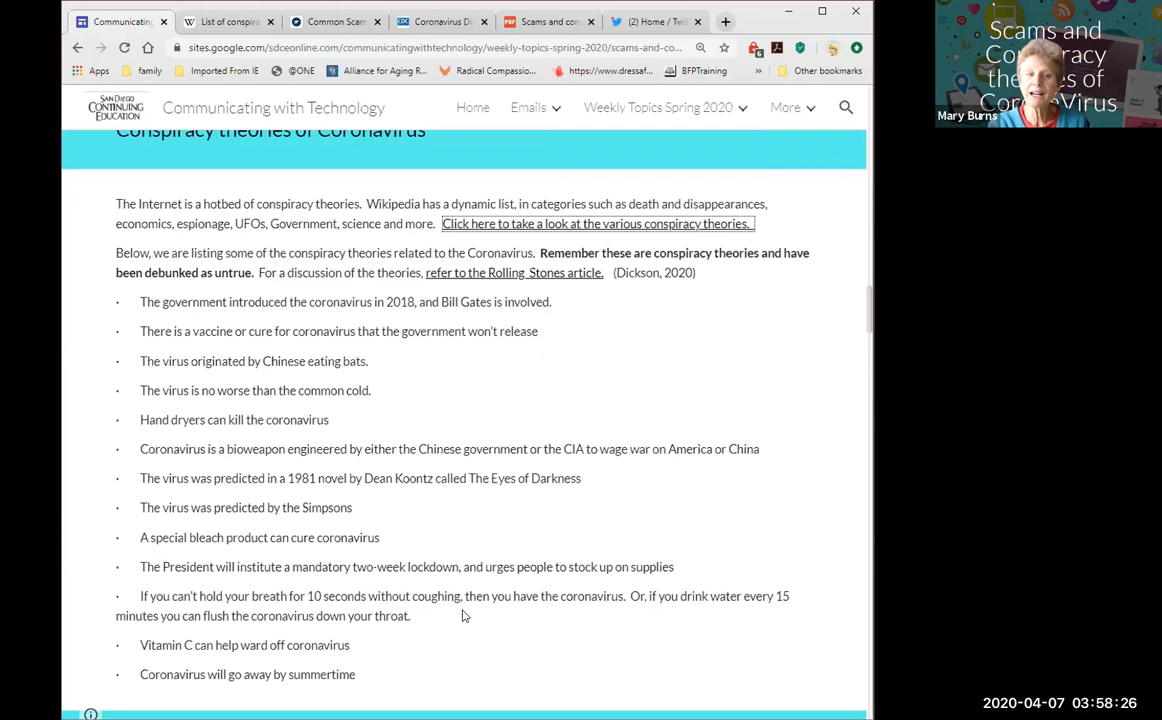 Communicating
List of conspira
Common Scam
Coronavirus Di
Scams and con
(2) Home / Twi
sites.google.com/sdceonline.com/communicatingwithtechnology/weekly-topics-spring-2020/scams-and-co...
Apps
family
Imported From IE
@ONE
Alliance for Aging R...
Radical Compassio...
https://www.dressaf...
BFPTraining
»
Other bookmarks
SAN DIEGO
CONTINUING
EDUCATION
Communicating with Technology
Home
Emails
Weekly Topics Spring 2020
More
Conspiracy theories of Coronavirus
The Internet is a hotbed of conspiracy theories. Wikipedia has a dynamic list, in categories such as death and disappearances,
economics, espionage, UFOs, Government, science and more. Click here to take a look at the various conspiracy theories.
Below, we are listing some of the conspiracy theories related to the Coronavirus. Remember these are conspiracy theories and have
been debunked as untrue. For a discussion of the theories, refer to the Rolling Stones article. (Dickson, 2020)
· The government introduced the coronavirus in 2018, and Bill Gates is involved.
· There is a vaccine or cure for coronavirus that the government won't release
· The virus originated by Chinese eating bats.
· The virus is no worse than the common cold.
· Hand dryers can kill the coronavirus
· Coronavirus is a bioweapon engineered by either the Chinese government or the CIA to wage war on America or China
· The virus was predicted in a 1981 novel by Dean Koontz called The Eyes of Darkness
· The virus was predicted by the Simpsons
· A special bleach product can cure coronavirus
· The President will institute a mandatory two-week lockdown, and urges people to stock up on supplies
· If you can't hold your breath for 10 seconds without coughing, then you have the coronavirus. Or, if you drink water every 15
minutes you can flush the coronavirus down your throat.
· Vitamin C can help ward off coronavirus
· Coronavirus will go away by summertime
Scams and
Mary Burns
2020-04-07 03:58:26